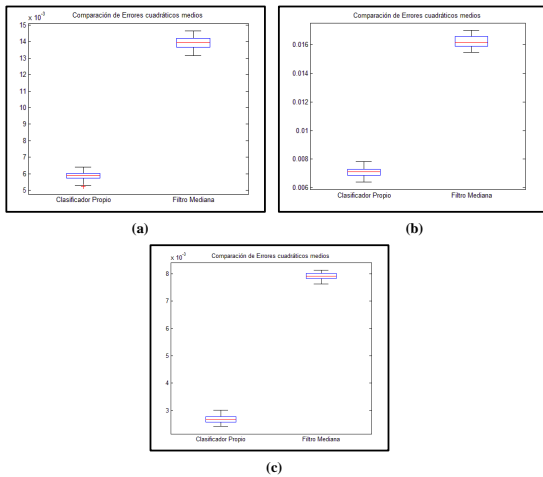 Comparación de Errores cuadráticos medios
x 10⁻³
15
14
13
12
11
10
9
8
7
6
5
Clasificador Propio Filtro Mediana
(a)
Comparación de Errores cuadráticos medios
0.016
0.014
0.012
0.01
0.008
0.006
Clasificador Propio Filtro Mediana
(b)
Comparación de Errores cuadráticos medios
x 10⁻³
8
7
6
5
4
3
Clasificador Propio Filtro Mediana
(c)